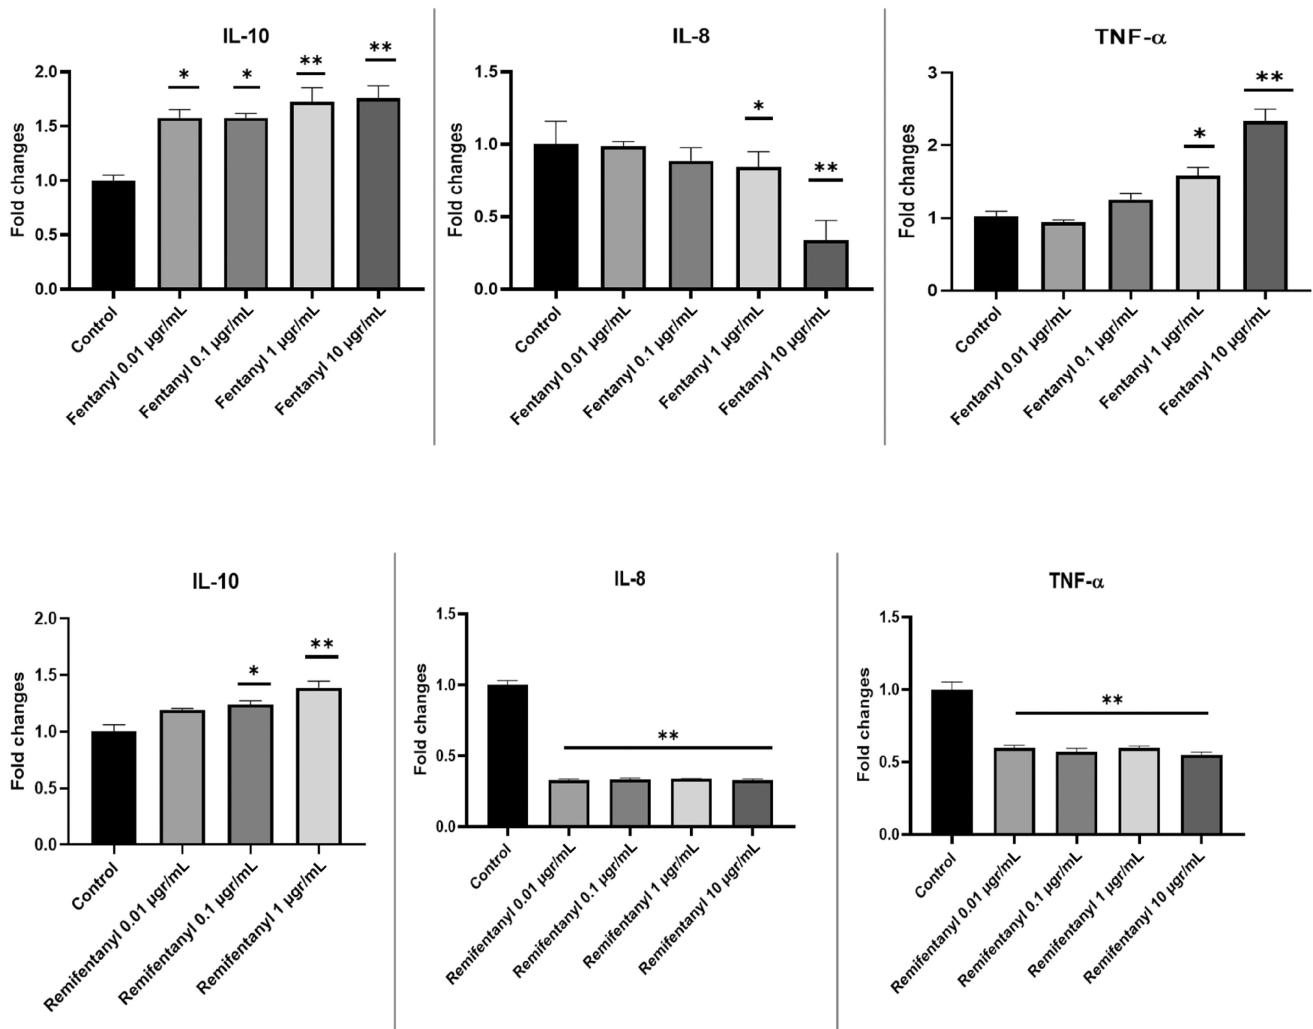 IL-10
* * ** **
Fold changes
2.0
1.5
1.0
0.5
0.0
Control
Fentanyl 0.01 µgr/mL
Fentanyl 0.1 µgr/mL
Fentanyl 1 µgr/mL
Fentanyl 10 µgr/mL
IL-8
* **
Fold changes
1.5
1.0
0.5
0.0
Control
Fentanyl 0.01 µgr/mL
Fentanyl 0.1 µgr/mL
Fentanyl 1 µgr/mL
Fentanyl 10 µgr/mL
TNF-α
* **
Fold changes
3
2
1
0
Control
Fentanyl 0.01 µgr/mL
Fentanyl 0.1 µgr/mL
Fentanyl 1 µgr/mL
Fentanyl 10 µgr/mL
IL-10
* **
Fold changes
2.0
1.5
1.0
0.5
0.0
Control
Remifentanyl 0.01 µgr/mL
Remifentanyl 0.1 µgr/mL
Remifentanyl 1 µgr/mL
IL-8
**
Fold changes
1.5
1.0
0.5
0.0
Control
Remifentanyl 0.01 µgr/mL
Remifentanyl 0.1 µgr/mL
Remifentanyl 1 µgr/mL
Remifentanyl 10 µgr/mL
TNF-α
**
Fold changes
1.5
1.0
0.5
0.0
Control
Remifentanyl 0.01 µgr/mL
Remifentanyl 0.1 µgr/mL
Remifentanyl 1 µgr/mL
Remifentanyl 10 µgr/mL